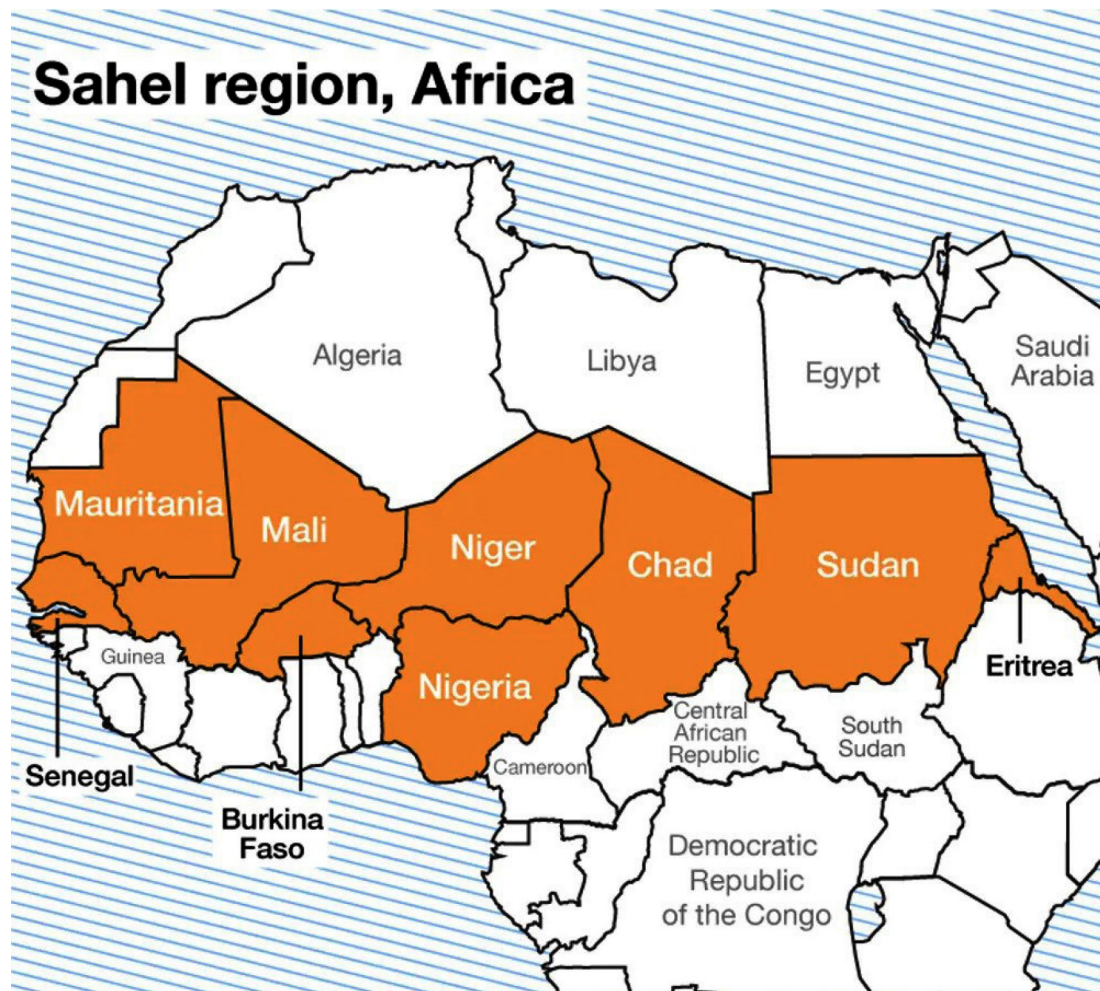 Sahel region, Africa
Algeria
Libya
Egypt
Saudi
Arabia
Mauritania
Mali
Niger
Chad
Sudan
Guinea
Nigeria
Eritrea
Central
African
Republic
South
Sudan
Cameroon
Senegal
Burkina
Faso
Democratic
Republic
of the Congo